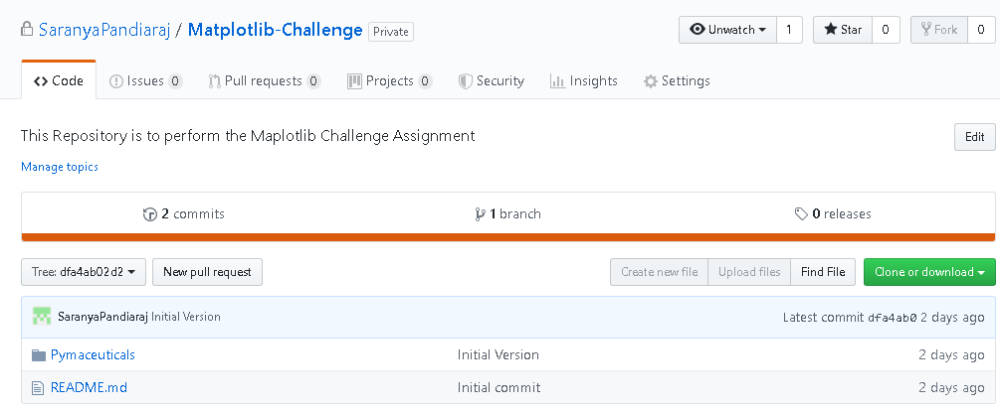 SaranyaPandiaraj / Matplotlib-Challenge Private Unwatch 1 Star 0 Fork 0
Code Issues 0 Pull requests 0 Projects 0 Security Insights Settings
This Repository is to perform the Maplotlib Challenge Assignment Edit
Manage topics
2 commits 1 branch 0 releases
Tree: dfa4ab02d2 New pull request Create new file Upload files Find File Clone or download
SaranyaPandiaraj Initial Version Latest commit dfa4ab0 2 days ago
Pymaceuticals Initial Version 2 days ago
README.md Initial commit 2 days ago